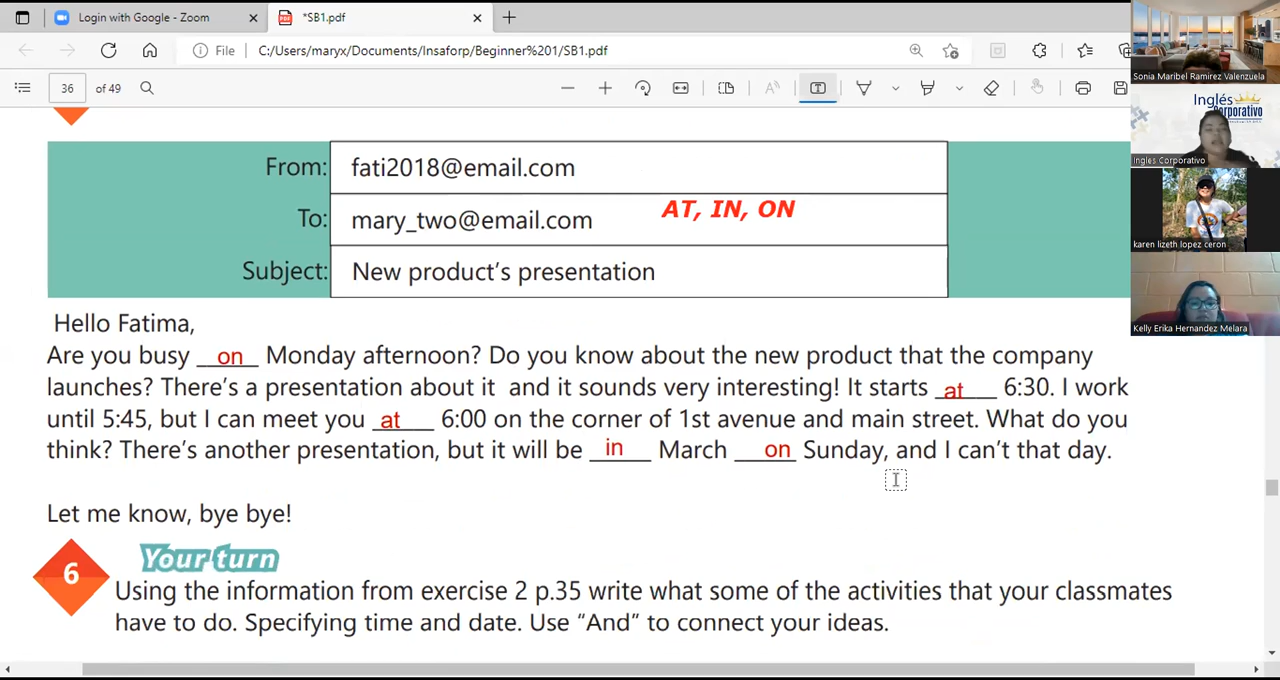 Login with Google - Zoom
*SB1.pdf
File
C:/Users/maryx/Documents/Insaforp/Beginner%201/SB1.pdf
36 of 49
From: fati2018@email.com
To: mary_two@email.com
AT, IN, ON
Subject: New product's presentation
Hello Fatima,
Are you busy on Monday afternoon? Do you know about the new product that the company
launches? There's a presentation about it and it sounds very interesting! It starts at 6:30. I work
until 5:45, but I can meet you at 6:00 on the corner of 1st avenue and main street. What do you
think? There's another presentation, but it will be in March on Sunday, and I can't that day.
Let me know, bye bye!
6
Your turn
Using the information from exercise 2 p.35 write what some of the activities that your classmates
have to do. Specifying time and date. Use “And” to connect your ideas.
Sonia Maribel Ramirez Valenzuela
Inglés
Corporativo
Ingles Corporativo
karen lizeth lopez ceron
Kelly Erika Hernandez Melara